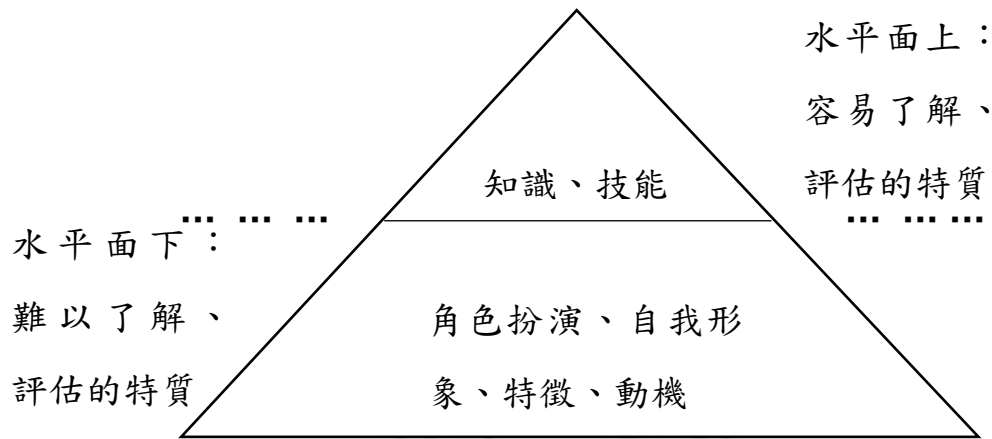 水平面上：
容易了解、
評估的特質
知識、技能
水平面下：
難以了解、
評估的特質
角色扮演、自我形
象、特徵、動機